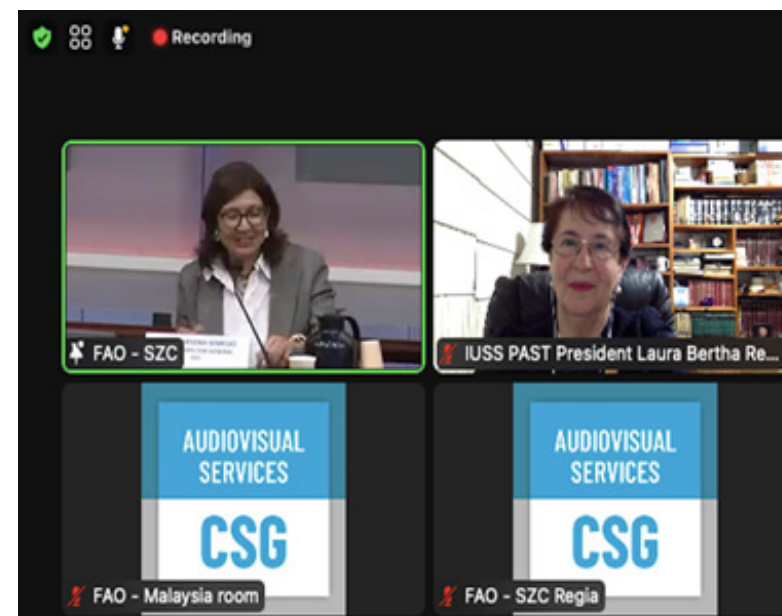 Recording
FAO - SZC
IUSS PAST President Laura Bertha Re...
AUDIOVISUAL
SERVICES
CSG
FAO - Malaysia room
AUDIOVISUAL
SERVICES
CSG
FAO - SZC Regia